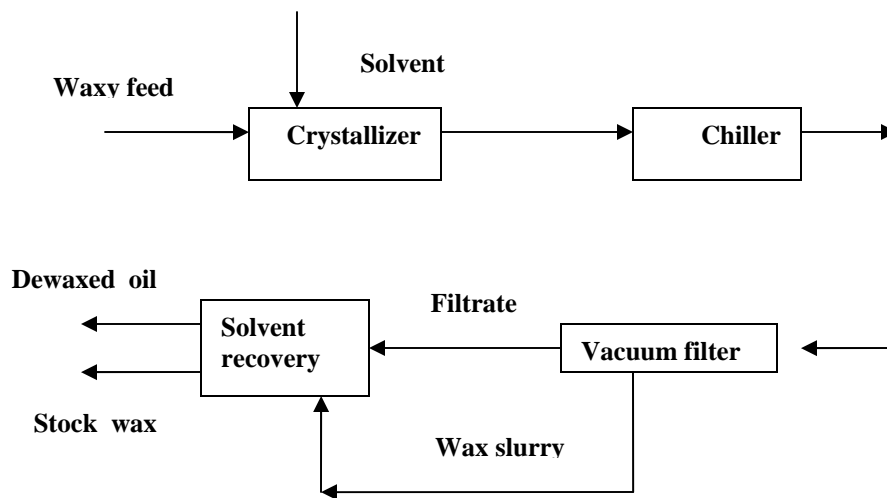 Solvent
Waxy feed
Crystallizer
Chiller
Dewaxed oil
Filtrate
Solvent
recovery
Vacuum filter
Stock wax
Wax slurry